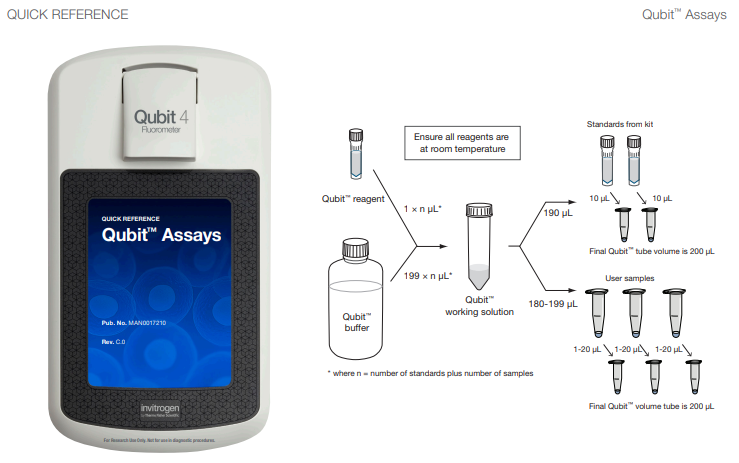 QUICK REFERENCE
Qubit™ Assays
Qubit 4
Fluorometer
QUICK REFERENCE
Qubit™ Assays
Pub. No. MAN0017210
Rev. C.0
invitrogen
by Thermo Fisher Scientific
For Research Use Only. Not for use in diagnostic procedures.
Ensure all reagents are
at room temperature
Qubit™ reagent
1 × n µL*
199 × n µL*
Qubit™
buffer
Qubit™
working solution
* where n = number of standards plus number of samples
190 µL
180-199 µL
Standards from kit
10 µL
10 µL
Final Qubit™ tube volume is 200 µL
User samples
1-20 µL
1-20 µL
1-20 µL
Final Qubit™ volume tube is 200 µL